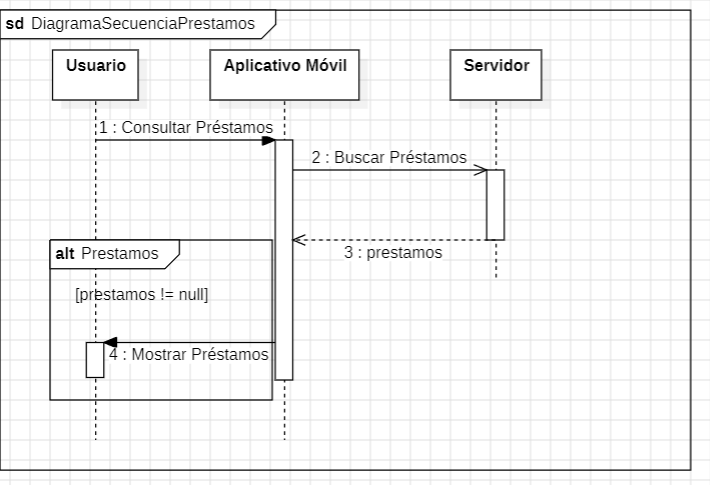 sd DiagramaSecuenciaPrestamos
Usuario
Aplicativo Móvil
Servidor
1 : Consultar Préstamos
2 : Buscar Préstamos
3 : prestamos
alt Prestamos
[prestamos != null]
4 : Mostrar Préstamos